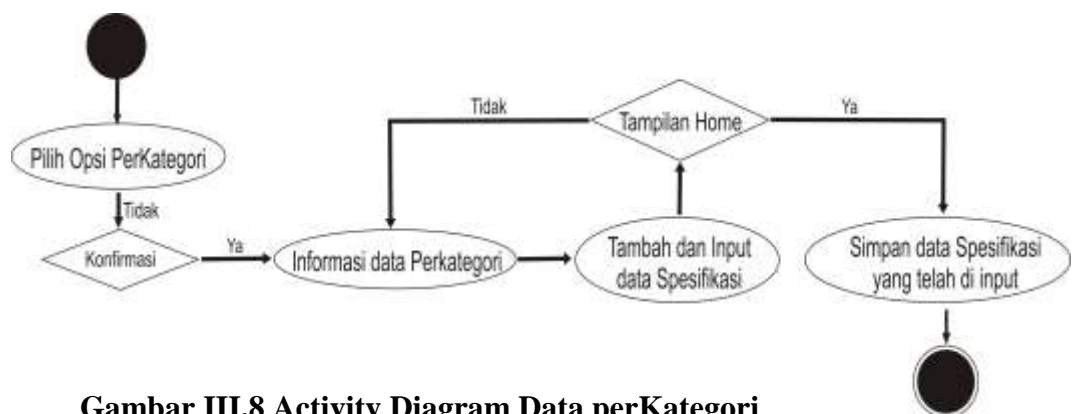 Pilih Opsi PerKategori
Tidak
Konfirmasi
Ya
Informasi data Perkategori
Tambah dan Input
data Spesifikasi
Tampilan Home
Tidak
Ya
Simpan data Spesifikasi
yang telah di input
Gambar III.8 Activity Diagram Data perKategori